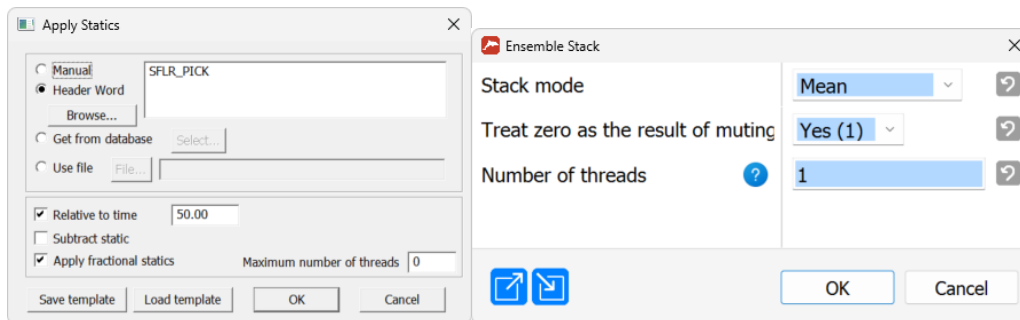 Apply Statics
Manual
SFLR_PICK
Header Word
Browse...
Get from database
Select...
Use file
File...
Relative to time
50.00
Subtract static
Apply fractional statics
Maximum number of threads
0
Save template
Load template
OK
Cancel
Ensemble Stack
Stack mode
Mean
Treat zero as the result of muting
Yes (1)
Number of threads
?
1
OK
Cancel